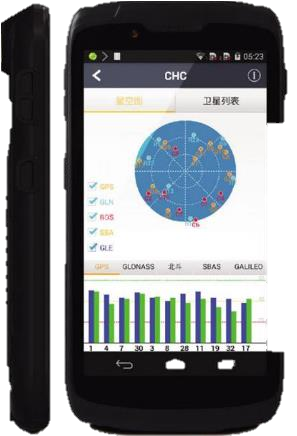 05:23
CHC
星空图 卫星列表
GPS
GLN
BDS
SBA
GLE
GPS GLONASS 北斗 SBAS GALILEO
1 4 7 30 3 8 28 11 19 32 17